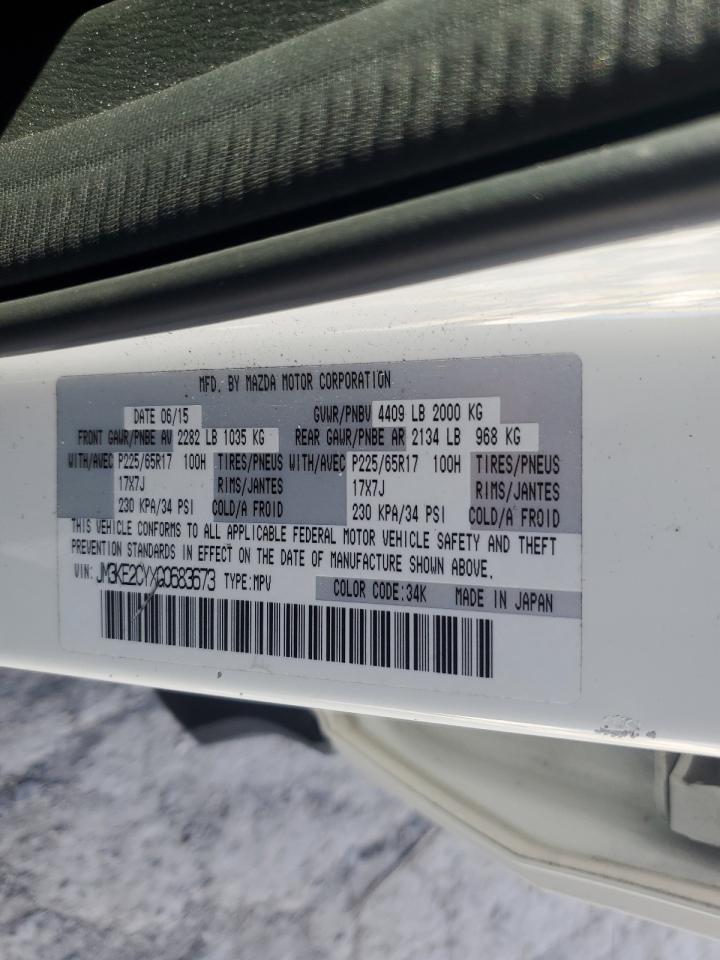 MFD. BY MAZDA MOTOR CORPORATION
DATE 06/15 GVWR/PNBV 4409 LB 2000 KG
FRONT GAWR/PNBE AV 2282 LB 1035 KG REAR GAWR/PNBE AR 2134 LB 968 KG
WITH/AVEC P225/65R17 100H TIRES/PNEUS WITH/AVEC P225/65R17 100H TIRES/PNEUS
17X7J RIMS/JANTES 17X7J RIMS/JANTES
230 KPA/34 PSI COLD/A FROID 230 KPA/34 PSI COLD/A FROID
THIS VEHICLE CONFORMS TO ALL APPLICABLE FEDERAL MOTOR VEHICLE SAFETY AND THEFT
PREVENTION STANDARDS IN EFFECT ON THE DATE OF MANUFACTURE SHOWN ABOVE.
VIN: JM3KE2CYXG0683673 TYPE:MPV COLOR CODE:34K MADE IN JAPAN